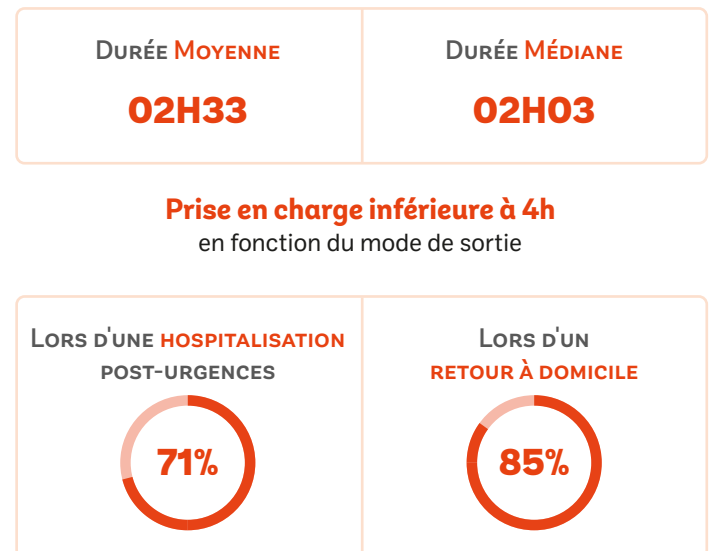 Durée Moyenne
02H33
Durée Médiane
02H03
Prise en charge inférieure à 4h
en fonction du mode de sortie
Lors d'une hospitalisation
post-urgences
71%
Lors d'un
retour à domicile
85%